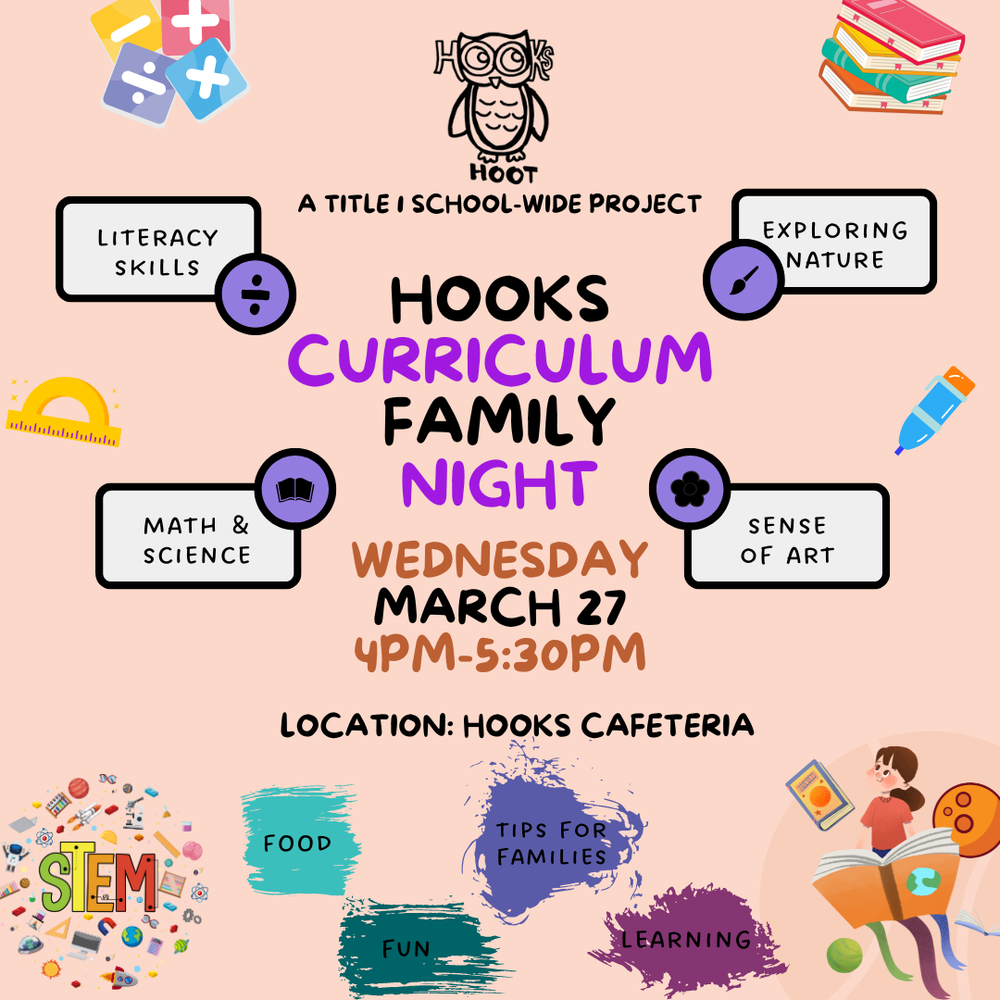 HOOKS
HOOT
A TITLE I SCHOOL-WIDE PROJECT
LITERACY
SKILLS
EXPLORING
NATURE
HOOKS
CURRICULUM
FAMILY
NIGHT
MATH &
SCIENCE
SENSE
OF ART
WEDNESDAY
MARCH 27
4PM-5:30PM
LOCATION: HOOKS CAFETERIA
STEM
FOOD
TIPS FOR
FAMILIES
FUN
LEARNING